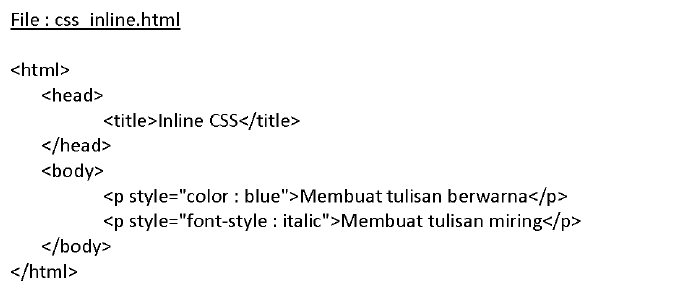 File : css_inline.html
<html>
<head>
<title>Inline CSS</title>
</head>
<body>
<p style="color : blue">Membuat tulisan berwarna</p>
<p style="font-style : italic">Membuat tulisan miring</p>
</body>
</html>